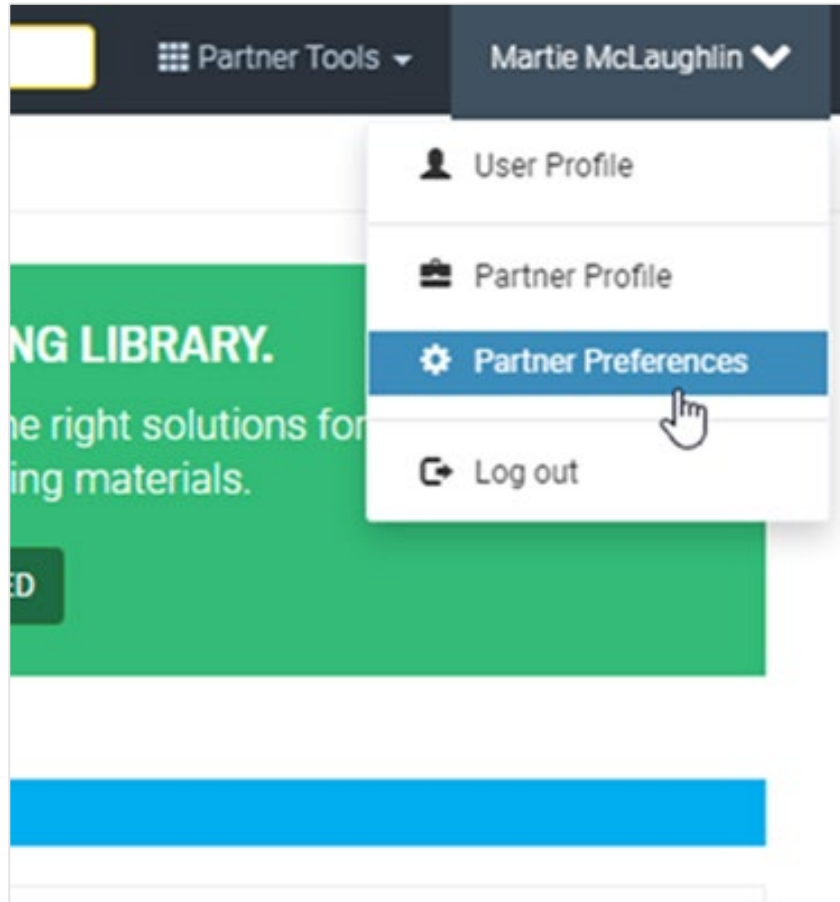 Partner Tools
Martie McLaughlin
User Profile
Partner Profile
Partner Preferences
Log out
NG LIBRARY.
ne right solutions for
ing materials.
ED